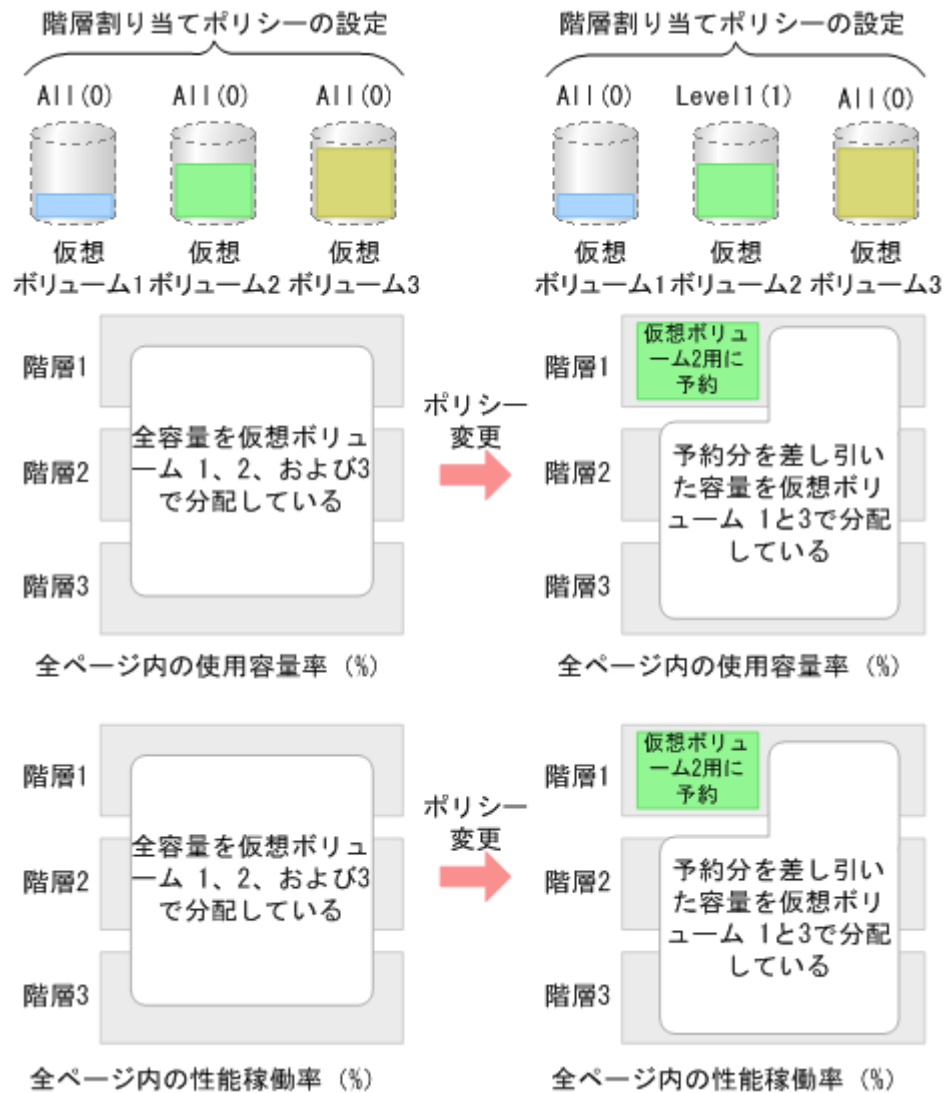 階層割り当てポリシーの設定
All(0) All(0) All(0)
仮想 仮想 仮想
ボリューム1 ボリューム2 ボリューム3
階層1
階層2
階層3
全容量を仮想ボリュ
ーム 1、2、および3
で分配している
全ページ内の使用容量率 (%)
ポリシー
変更
階層割り当てポリシーの設定
All(0) Level1(1) All(0)
仮想 仮想 仮想
ボリューム1 ボリューム2 ボリューム3
階層1
階層2
階層3
仮想ボリュ
ーム2用に
予約
予約分を差し引い
た容量を仮想ボリ
ューム 1と3で分配
している
全ページ内の使用容量率 (%)
階層1
階層2
階層3
全容量を仮想ボリュ
ーム 1、2、および3
で分配している
全ページ内の性能稼働率 (%)
ポリシー
変更
階層1
階層2
階層3
仮想ボリュ
ーム2用に
予約
予約分を差し引い
た容量を仮想ボリ
ューム 1と3で分配
している
全ページ内の性能稼働率 (%)